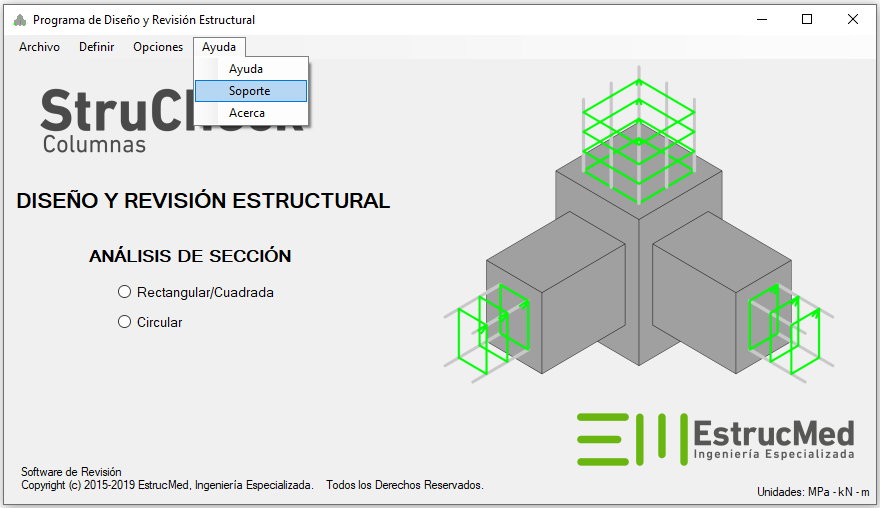 Programa de Diseño y Revisión Estructural
Archivo Definir Opciones Ayuda
Ayuda
Soporte
Acerca
Columnas
DISEÑO Y REVISIÓN ESTRUCTURAL
ANÁLISIS DE SECCIÓN
Rectangular/Cuadrada
Circular
EstrucMed
Ingeniería Especializada
Software de Revisión
Copyright (c) 2015-2019 EstrucMed, Ingeniería Especializada. Todos los Derechos Reservados.
Unidades: MPa - kN - m